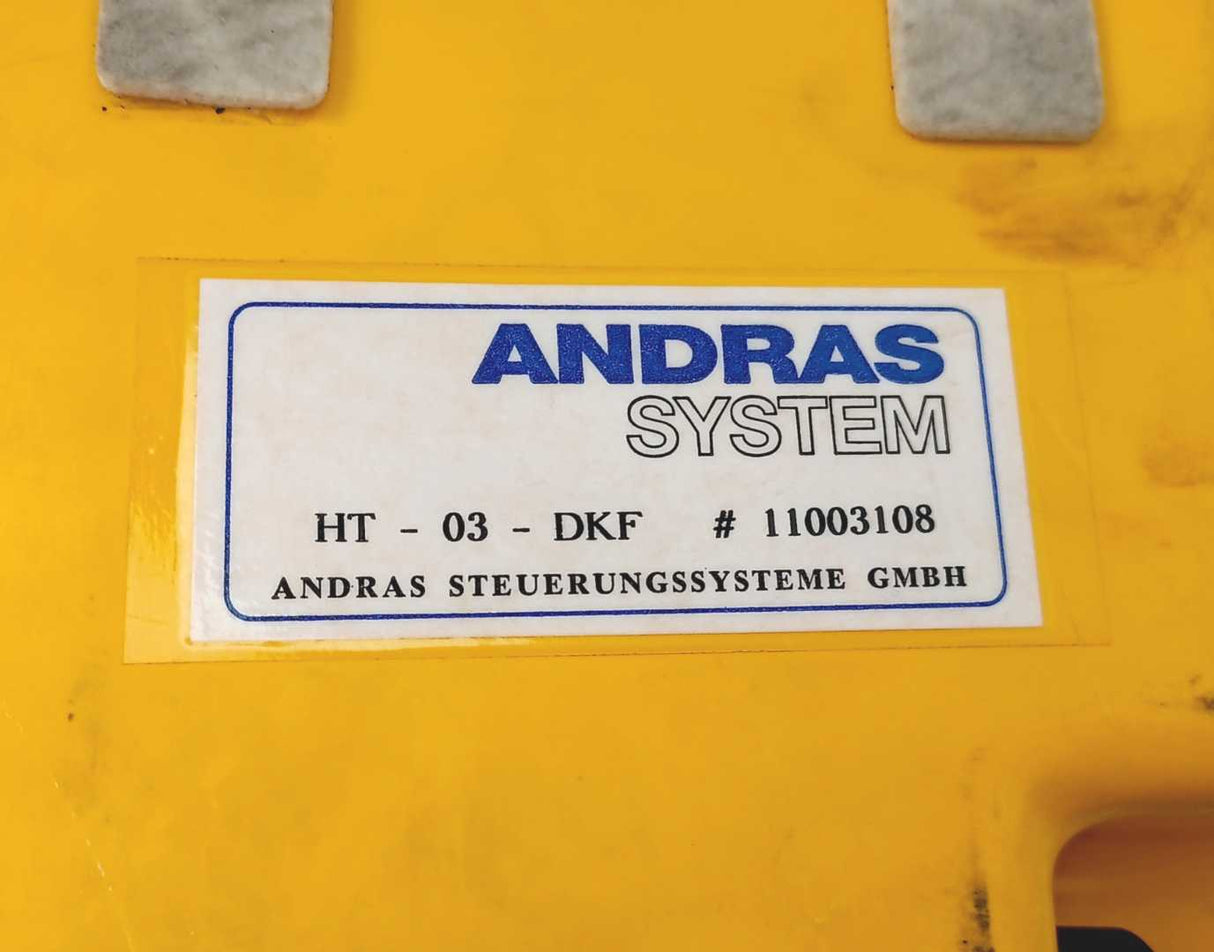 ANDRAS
SYSTEM
HT - 03 - DKF # 11003108
ANDRAS STEUERUNGSSYSTEME GMBH